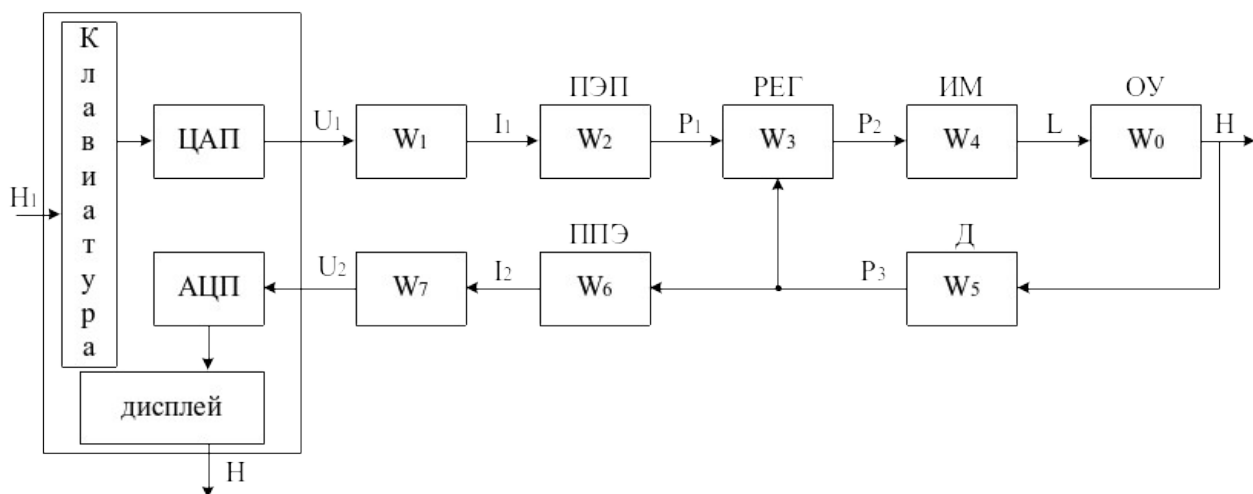 Клавиатура
ПЭП
РЕГ
ИМ
ОУ
ЦАП
U₁
W₁
I₁
W₂
P₁
W₃
P₂
W₄
L
W₀
H
H₁
ППЭ
Д
АЦП
U₂
W₇
I₂
W₆
P₃
W₅
дисплей
H